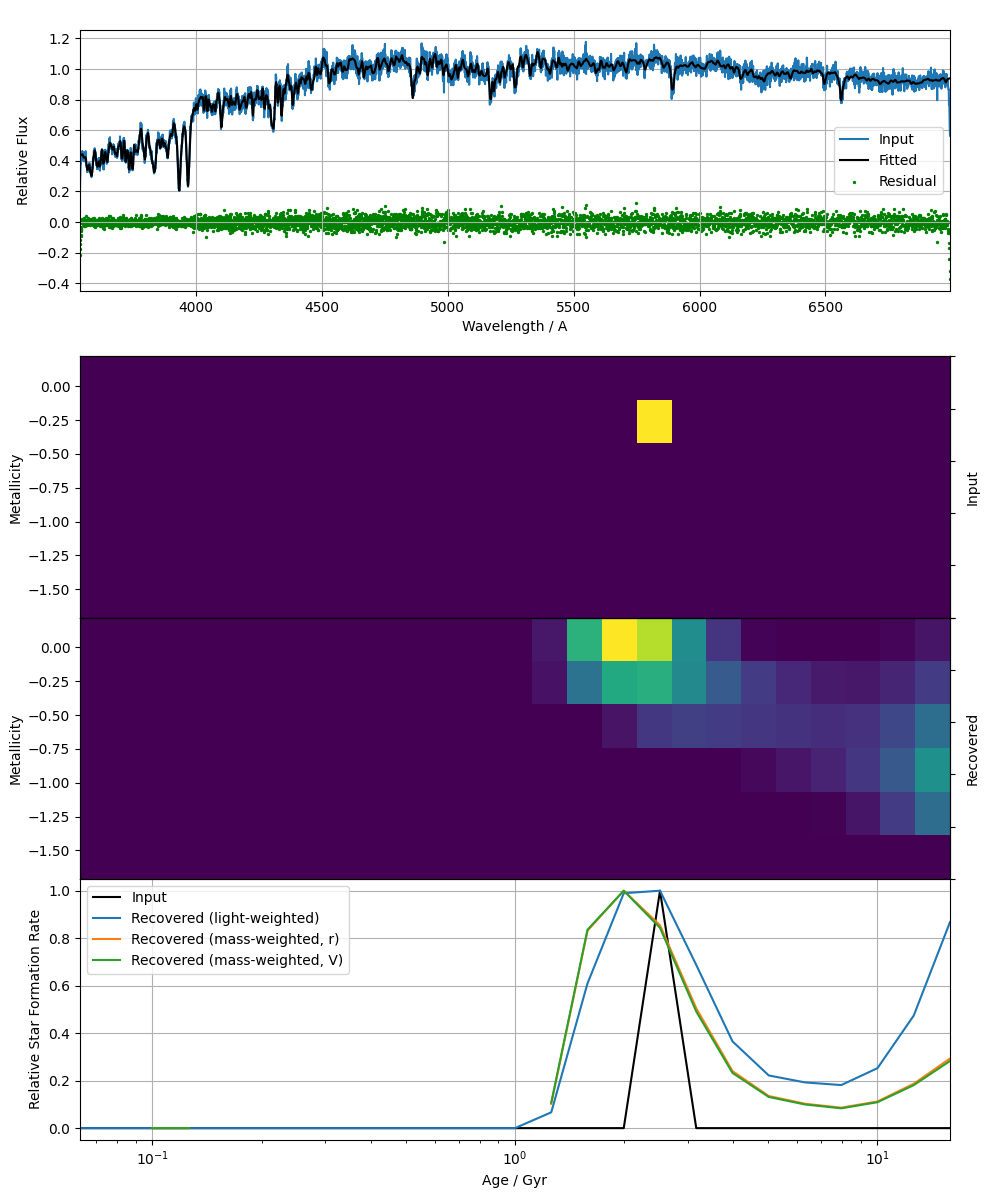 1.2
1.0
0.8
0.6
0.4
0.2
0.0
−0.2
−0.4
Relative Flux
Input
Fitted
Residual
4000
4500
5000
5500
6000
6500
Wavelength / A
0.00
−0.25
−0.50
−0.75
−1.00
−1.25
−1.50
Metallicity
Input
0.00
−0.25
−0.50
−0.75
−1.00
−1.25
−1.50
Metallicity
Recovered
1.0
0.8
0.6
0.4
0.2
0.0
Relative Star Formation Rate
Input
Recovered (light-weighted)
Recovered (mass-weighted, r)
Recovered (mass-weighted, V)
10⁻¹
10⁰
10¹
Age / Gyr